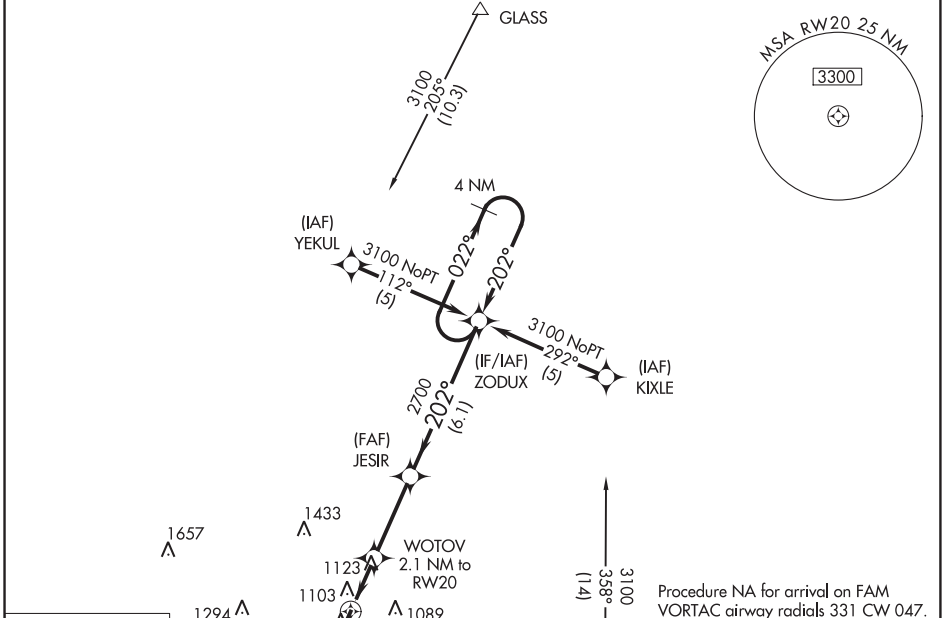 GLASS
MSA RW20 25 NM
3300
3100
205°
(10.3)
4 NM
(IAF)
YEKUL
3100 NoPT
112°
(5)
022°
202°
3100 NoPT
292°
(5)
(IF/IAF)
ZODUX
(IAF)
KIXLE
2700
202°
(6.1)
(FAF)
JESIR
1433
1657
WOTOV
2.1 NM to
RW20
1123
1103
1294
1089
3100
358°
(14)
Procedure NA for arrival on FAM
VORTAC airway radials 331 CW 047.